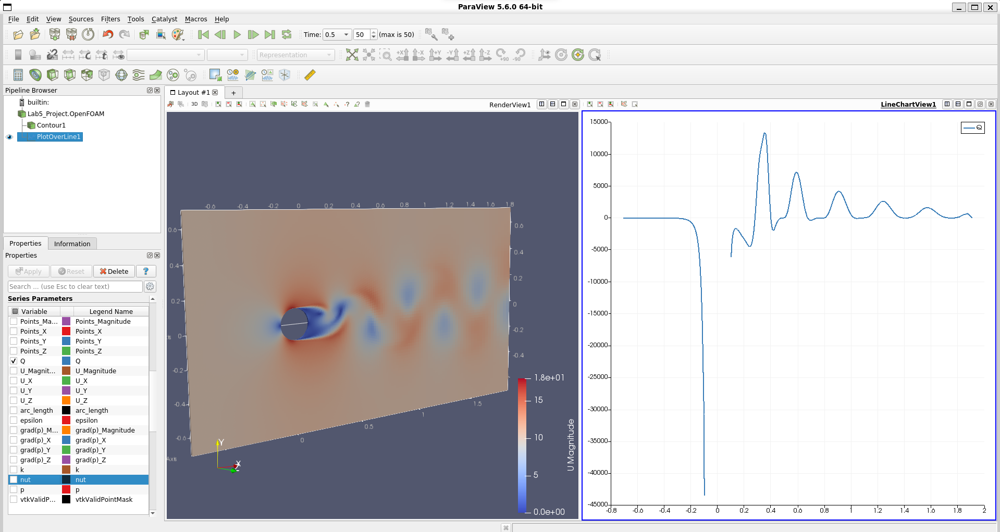 ParaView 5.6.0 64-bit
File Edit View Sources Filters Tools Catalyst Macros Help
Time: 0.5 50 (max is 50)
Representation
+X -X +Y -Y +Z -Z +90 -90
Pipeline Browser
builtin:
Lab5_Project.OpenFOAM
Contour1
PlotOverLine1
Properties Information
Properties
Apply Reset Delete ?
Search ... (use Esc to clear text)
Series Parameters
Variable Legend Name
Points_Ma... Points_Magnitude
Points_X Points_X
Points_Y Points_Y
Points_Z Points_Z
Q Q
U_Magnit... U_Magnitude
U_X U_X
U_Y U_Y
U_Z U_Z
arc_length arc_length
epsilon epsilon
grad(p)_M... grad(p)_Magnitude
grad(p)_X grad(p)_X
grad(p)_Y grad(p)_Y
grad(p)_Z grad(p)_Z
k k
nut nut
p p
vtkValidP... vtkValidPointMask
Layout #1 +
3D RenderView1
-0.6 -0.4 -0.2 0 0.2 0.4 0.6 0.8 1 1.2 1.4 1.6 1.8
0.6
0.4
0.2
0
-0.2
-0.4
-0.6
0.6
0.4
0.2
0
-0.2
-0.4
0 0.5 1 1.5
Axis
Y
X
Z
1.8e+01
15
10
5
0.0e+00
U Magnitude
LineChartView1
Q
15000
10000
5000
0
-5000
-10000
-15000
-20000
-25000
-30000
-35000
-40000
-45000
-0.8 -0.6 -0.4 -0.2 0 0.2 0.4 0.6 0.8 1 1.2 1.4 1.6 1.8 2